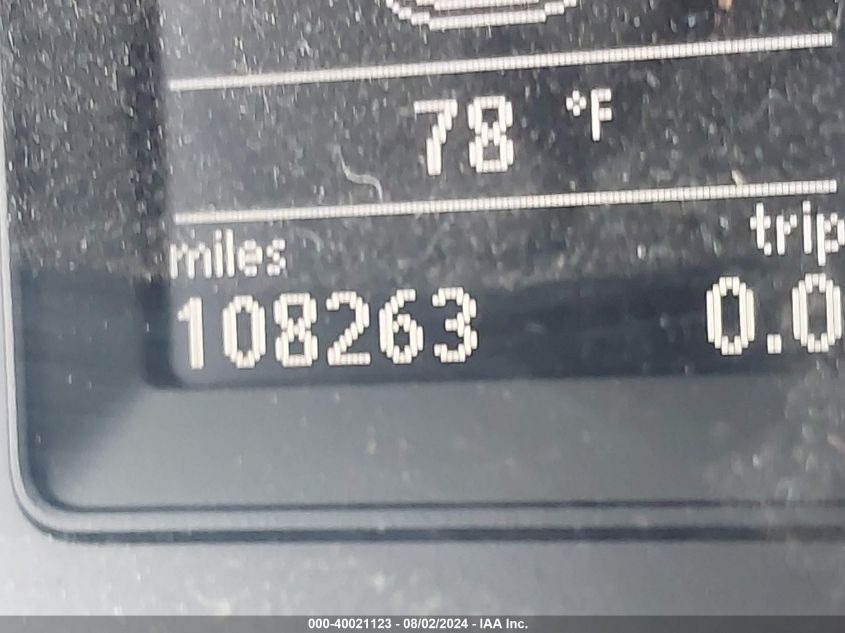 78 °F
miles trip
108263 0.0
000-40021123 - 08/02/2024 - IAA Inc.